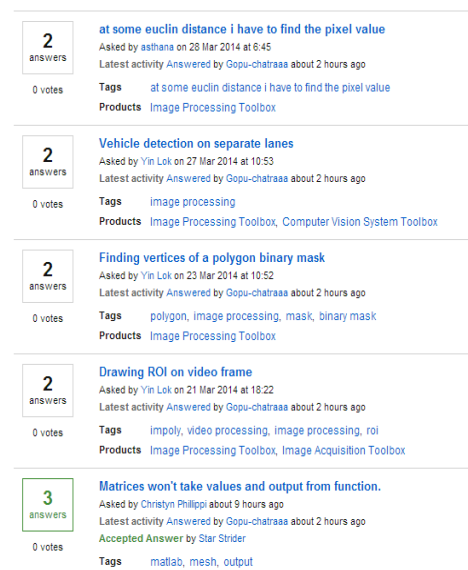 2
answers
0 votes
at some euclin distance i have to find the pixel value
Asked by asthana on 28 Mar 2014 at 6:45
Latest activity Answered by Gopu-chatraaa about 2 hours ago
Tags at some euclin distance i have to find the pixel value
Products Image Processing Toolbox
2
answers
0 votes
Vehicle detection on separate lanes
Asked by Yin Lok on 27 Mar 2014 at 10:53
Latest activity Answered by Gopu-chatraaa about 2 hours ago
Tags image processing
Products Image Processing Toolbox, Computer Vision System Toolbox
2
answers
0 votes
Finding vertices of a polygon binary mask
Asked by Yin Lok on 23 Mar 2014 at 10:52
Latest activity Answered by Gopu-chatraaa about 2 hours ago
Tags polygon, image processing, mask, binary mask
Products Image Processing Toolbox
2
answers
0 votes
Drawing ROI on video frame
Asked by Yin Lok on 21 Mar 2014 at 18:22
Latest activity Answered by Gopu-chatraaa about 2 hours ago
Tags impoly, video processing, image processing, roi
Products Image Processing Toolbox, Image Acquisition Toolbox
3
answers
0 votes
Matrices won't take values and output from function.
Asked by Christyn Philippi about 9 hours ago
Latest activity Answered by Gopu-chatraaa about 2 hours ago
Accepted Answer by Star Strider
Tags matlab, mesh, output